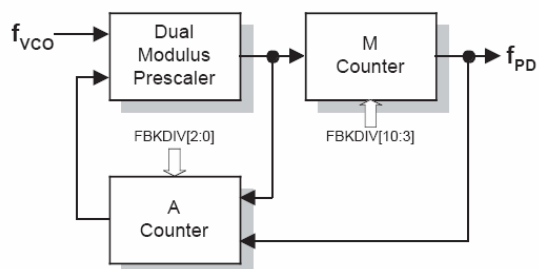 fVCO
Dual
Modulus
Prescaler
M
Counter
fPD
FBKDIV[2:0]
FBKDIV[10:3]
A
Counter